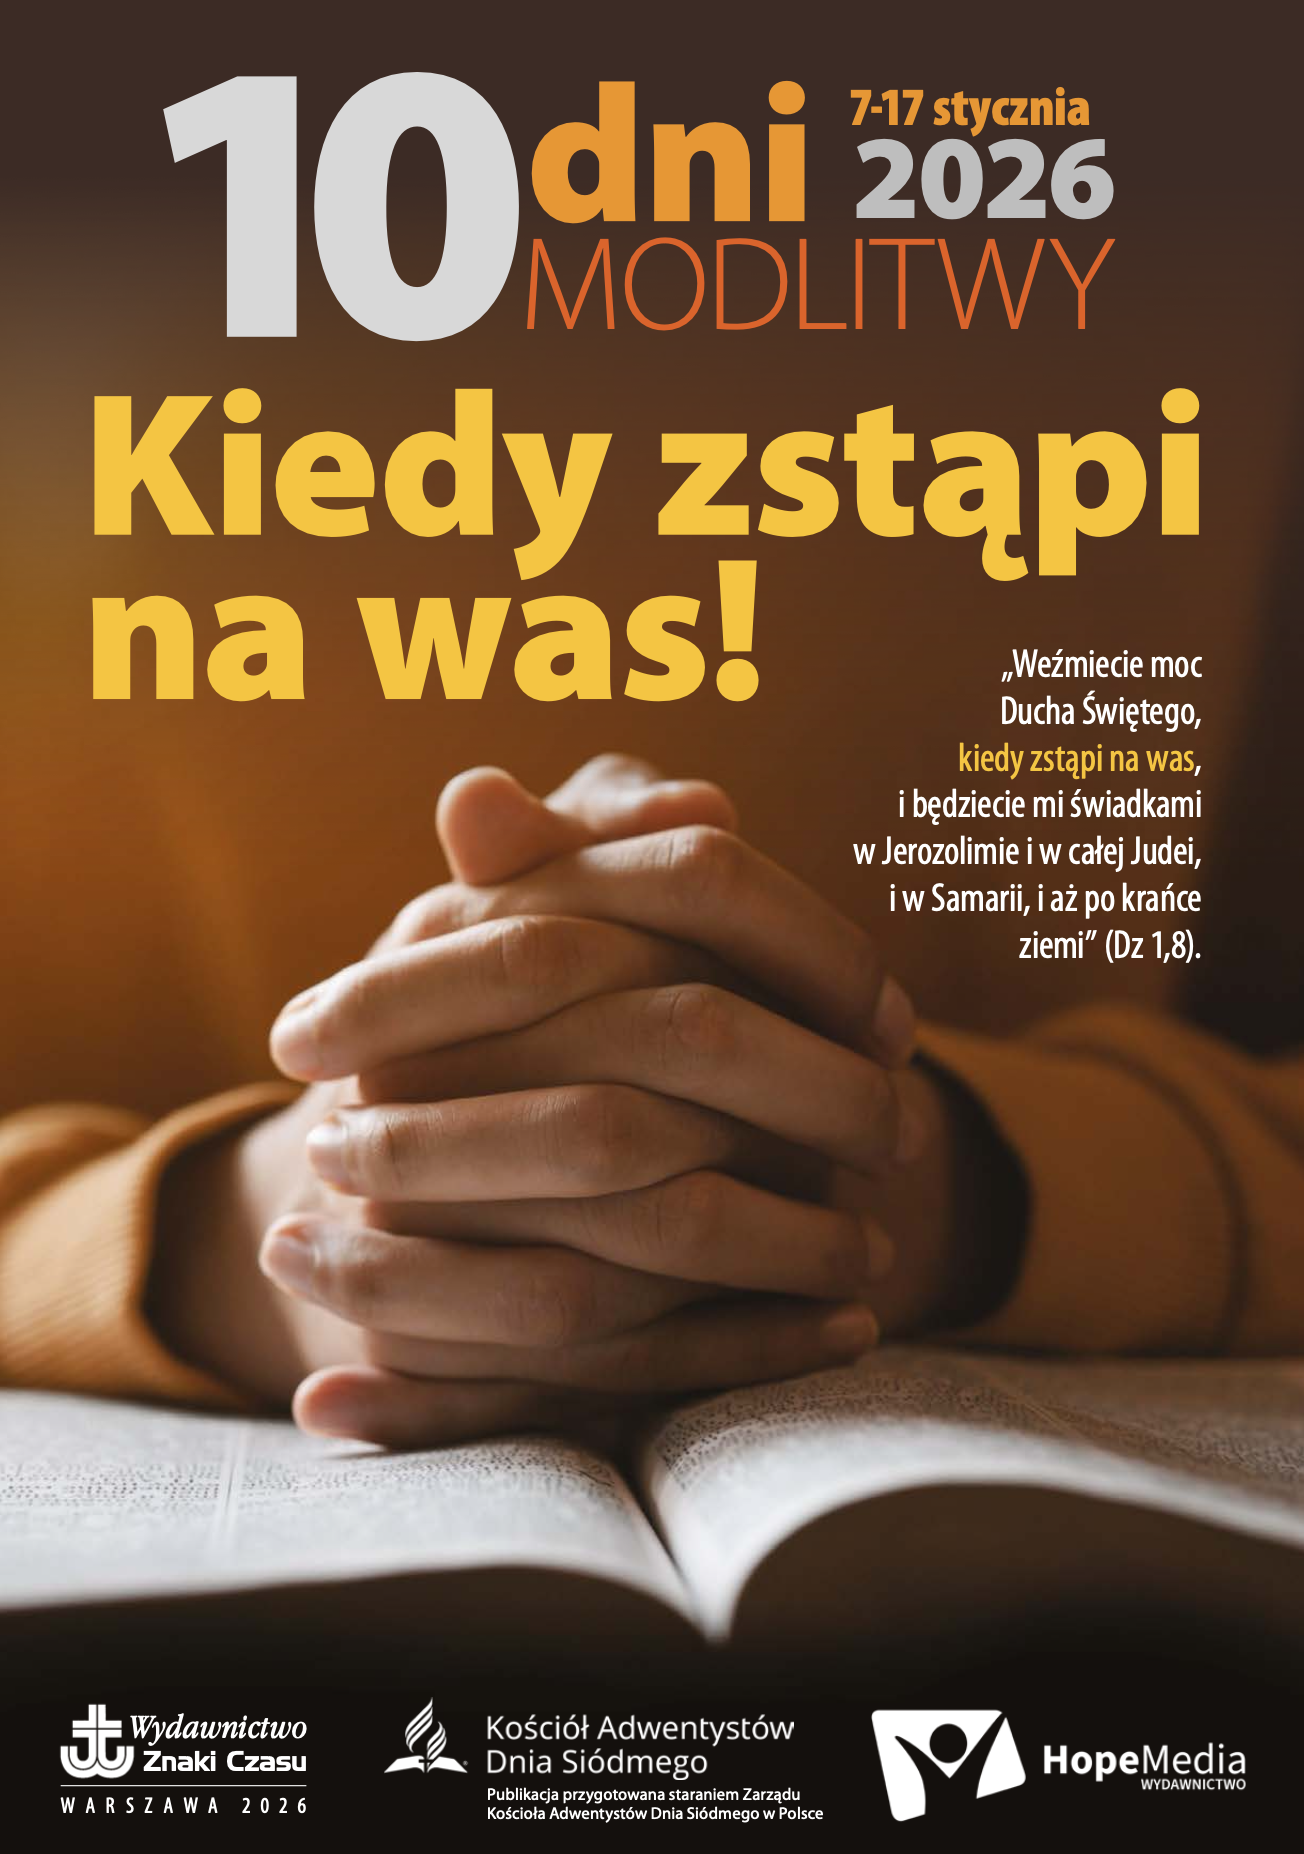 10 dni
7-17 stycznia
2026
MODLITWY
Kiedy zstąpi
na was!
„Weźmiecie moc
Ducha Świętego,
kiedy zstąpi na was,
i będziecie mi świadkami
w Jerozolimie i w całej Judei,
i w Samarii, i aż po krańce
ziemi” (Dz 1,8).
Wydawnictwo
Znaki Czasu
WARSZAWA 2026
Kościół Adwentystów
Dnia Siódmego
Publikacja przygotowana staraniem Zarządu
Kościoła Adwentystów Dnia Siódmego w Polsce
HopeMedia
WYDAWNICTWO